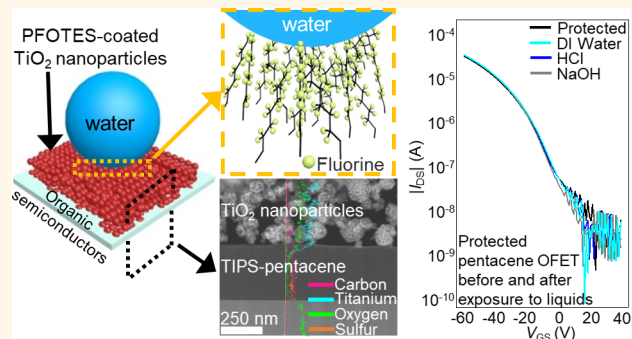 PFOTES-coated
TiO₂ nanoparticles
water
Organic
semiconductors
water
Fluorine
TiO₂ nanoparticles
TIPS-pentacene
Carbon
Titanium
Oxygen
Sulfur
250 nm
Protected
DI Water
HCl
NaOH
10⁻⁴
10⁻⁵
10⁻⁶
10⁻⁷
10⁻⁸
10⁻⁹
10⁻¹⁰
|I_DS| (A)
Protected
pentacene OFET
before and after
exposure to liquids
-60 -40 -20 0 20 40
V_GS (V)